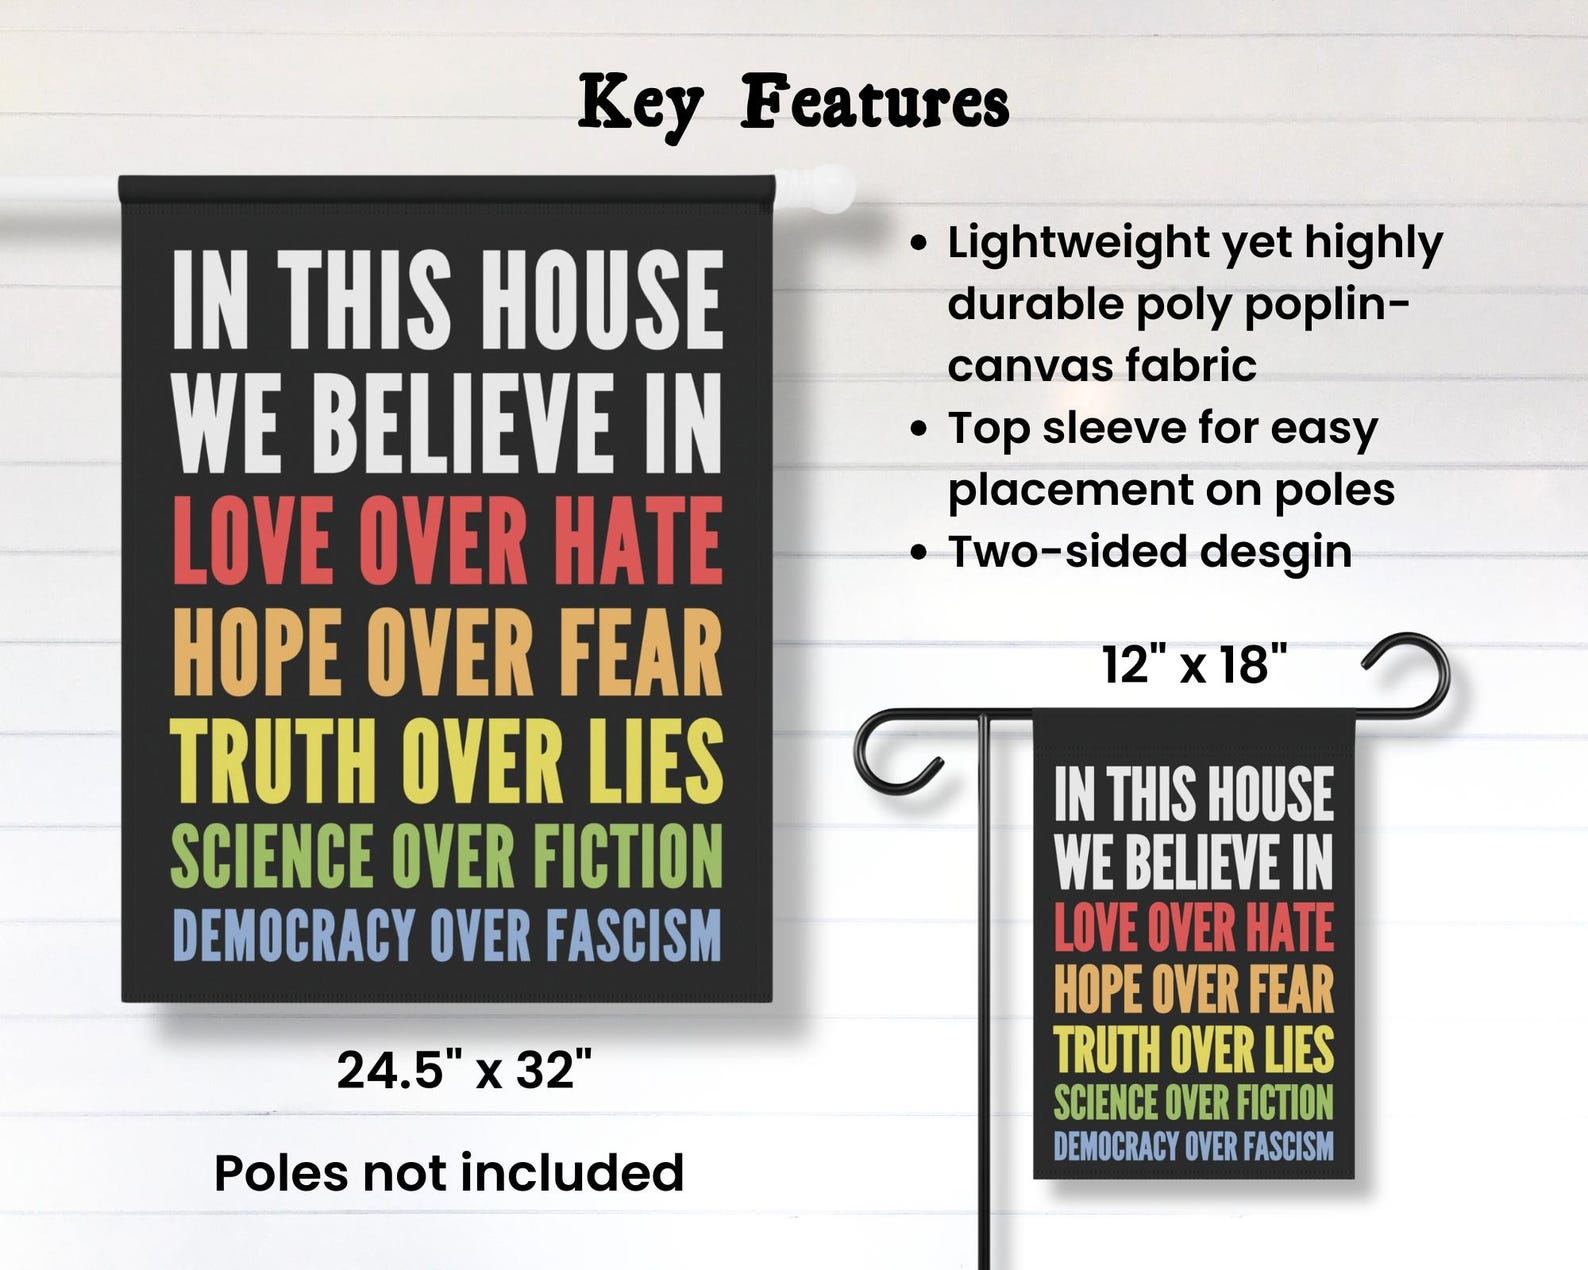 Key Features
IN THIS HOUSE
WE BELIEVE IN
LOVE OVER HATE
HOPE OVER FEAR
TRUTH OVER LIES
SCIENCE OVER FICTION
DEMOCRACY OVER FASCISM
24.5" x 32"
Poles not included
• Lightweight yet highly
durable poly poplin-
canvas fabric
• Top sleeve for easy
placement on poles
• Two-sided desgin
12" x 18"
IN THIS HOUSE
WE BELIEVE IN
LOVE OVER HATE
HOPE OVER FEAR
TRUTH OVER LIES
SCIENCE OVER FICTION
DEMOCRACY OVER FASCISM